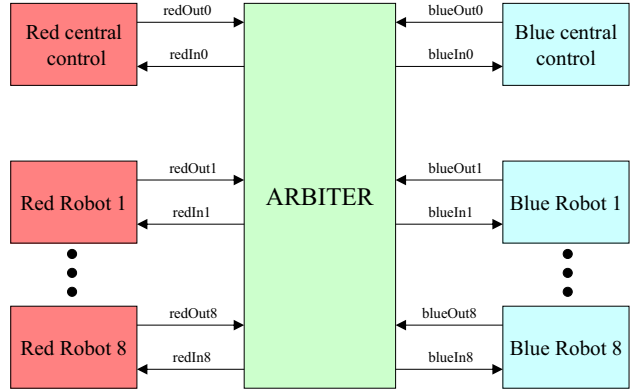 redOut0
blueOut0
Red central
control
Blue central
control
redIn0
blueIn0
redOut1
blueOut1
Red Robot 1
ARBITER
Blue Robot 1
redIn1
blueIn1
redOut8
blueOut8
Red Robot 8
Blue Robot 8
redIn8
blueIn8